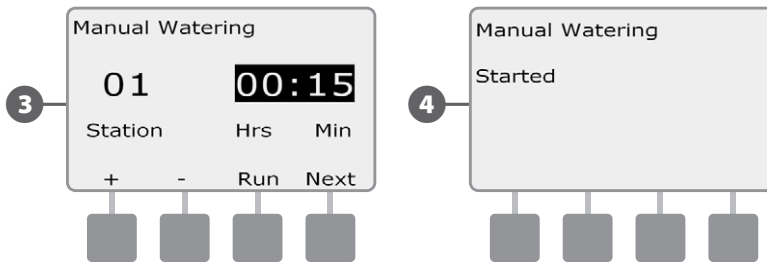 Manual Watering
01 00:15
Station Hrs Min
+ - Run Next
3
Manual Watering
Started
4